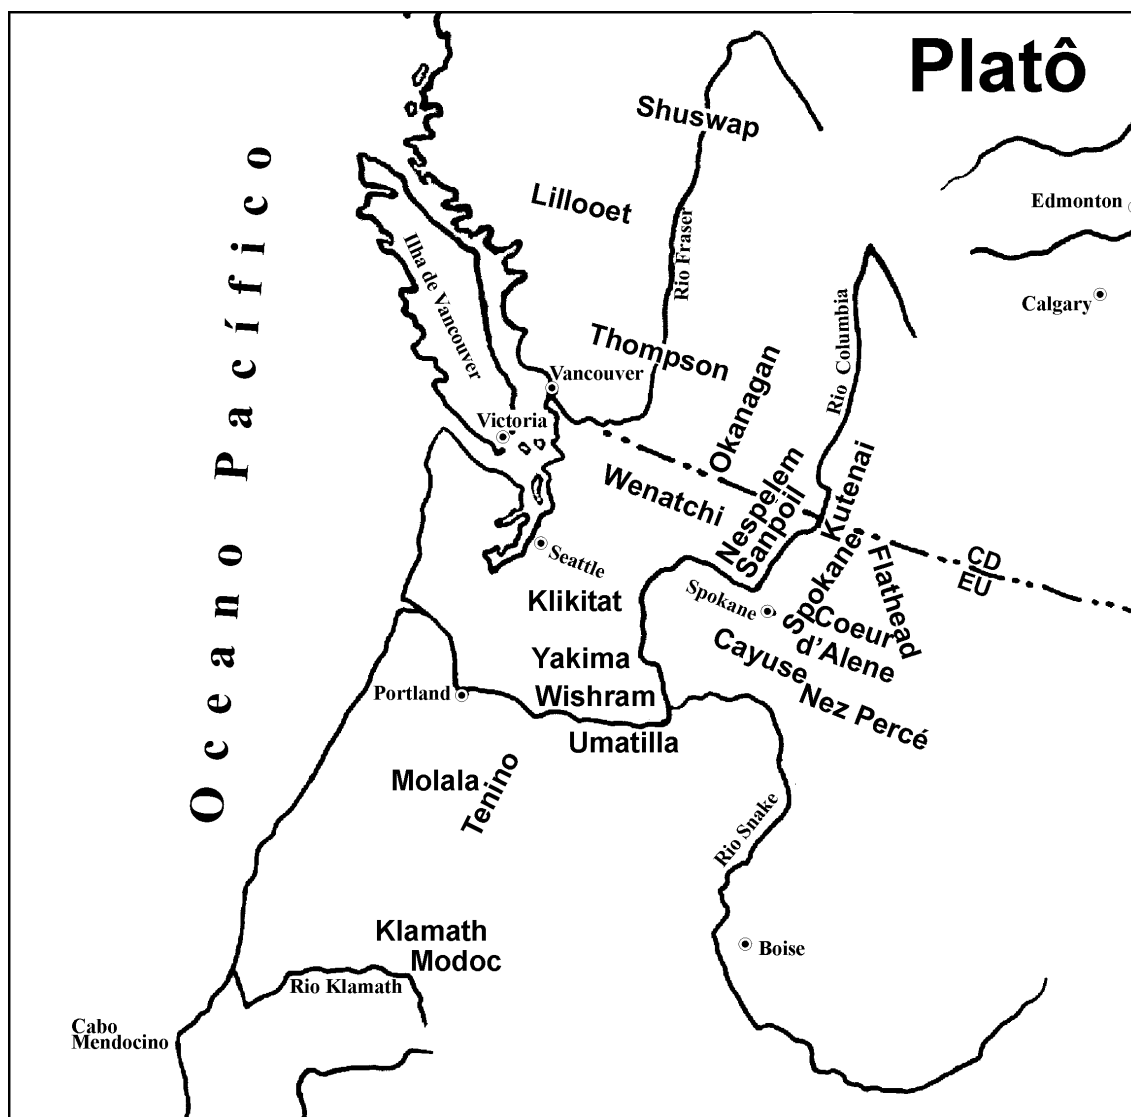 Platô
Shuswap
Lillooet
Edmonton
Oceano Pacífico
Ilha de Vancouver
Rio Fraser
Calgary
Rio Columbia
Thompson
Vancouver
Okanagan
Victoria
Wenatchi
Nespelem
Sanpoil
Kutenai
Seattle
Spokane
Flathead
CD
EU
Klikitat
Spokane
Coeur
d'Alene
Yakima
Cayuse
Wishram
Portland
Nez Percé
Umatilla
Molala
Tenino
Rio Snake
Klamath
Modoc
Boise
Rio Klamath
Cabo
Mendocino